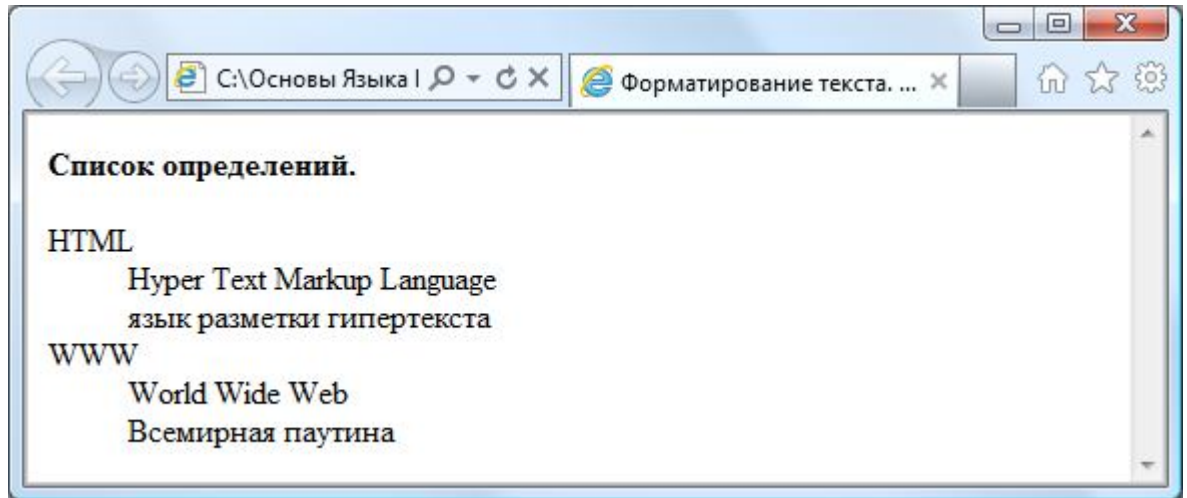 С:\Основы Языка
Форматирование текста. ...
Список определений.
HTML
Hyper Text Markup Language
язык разметки гипертекста
WWW
World Wide Web
Всемирная паутина